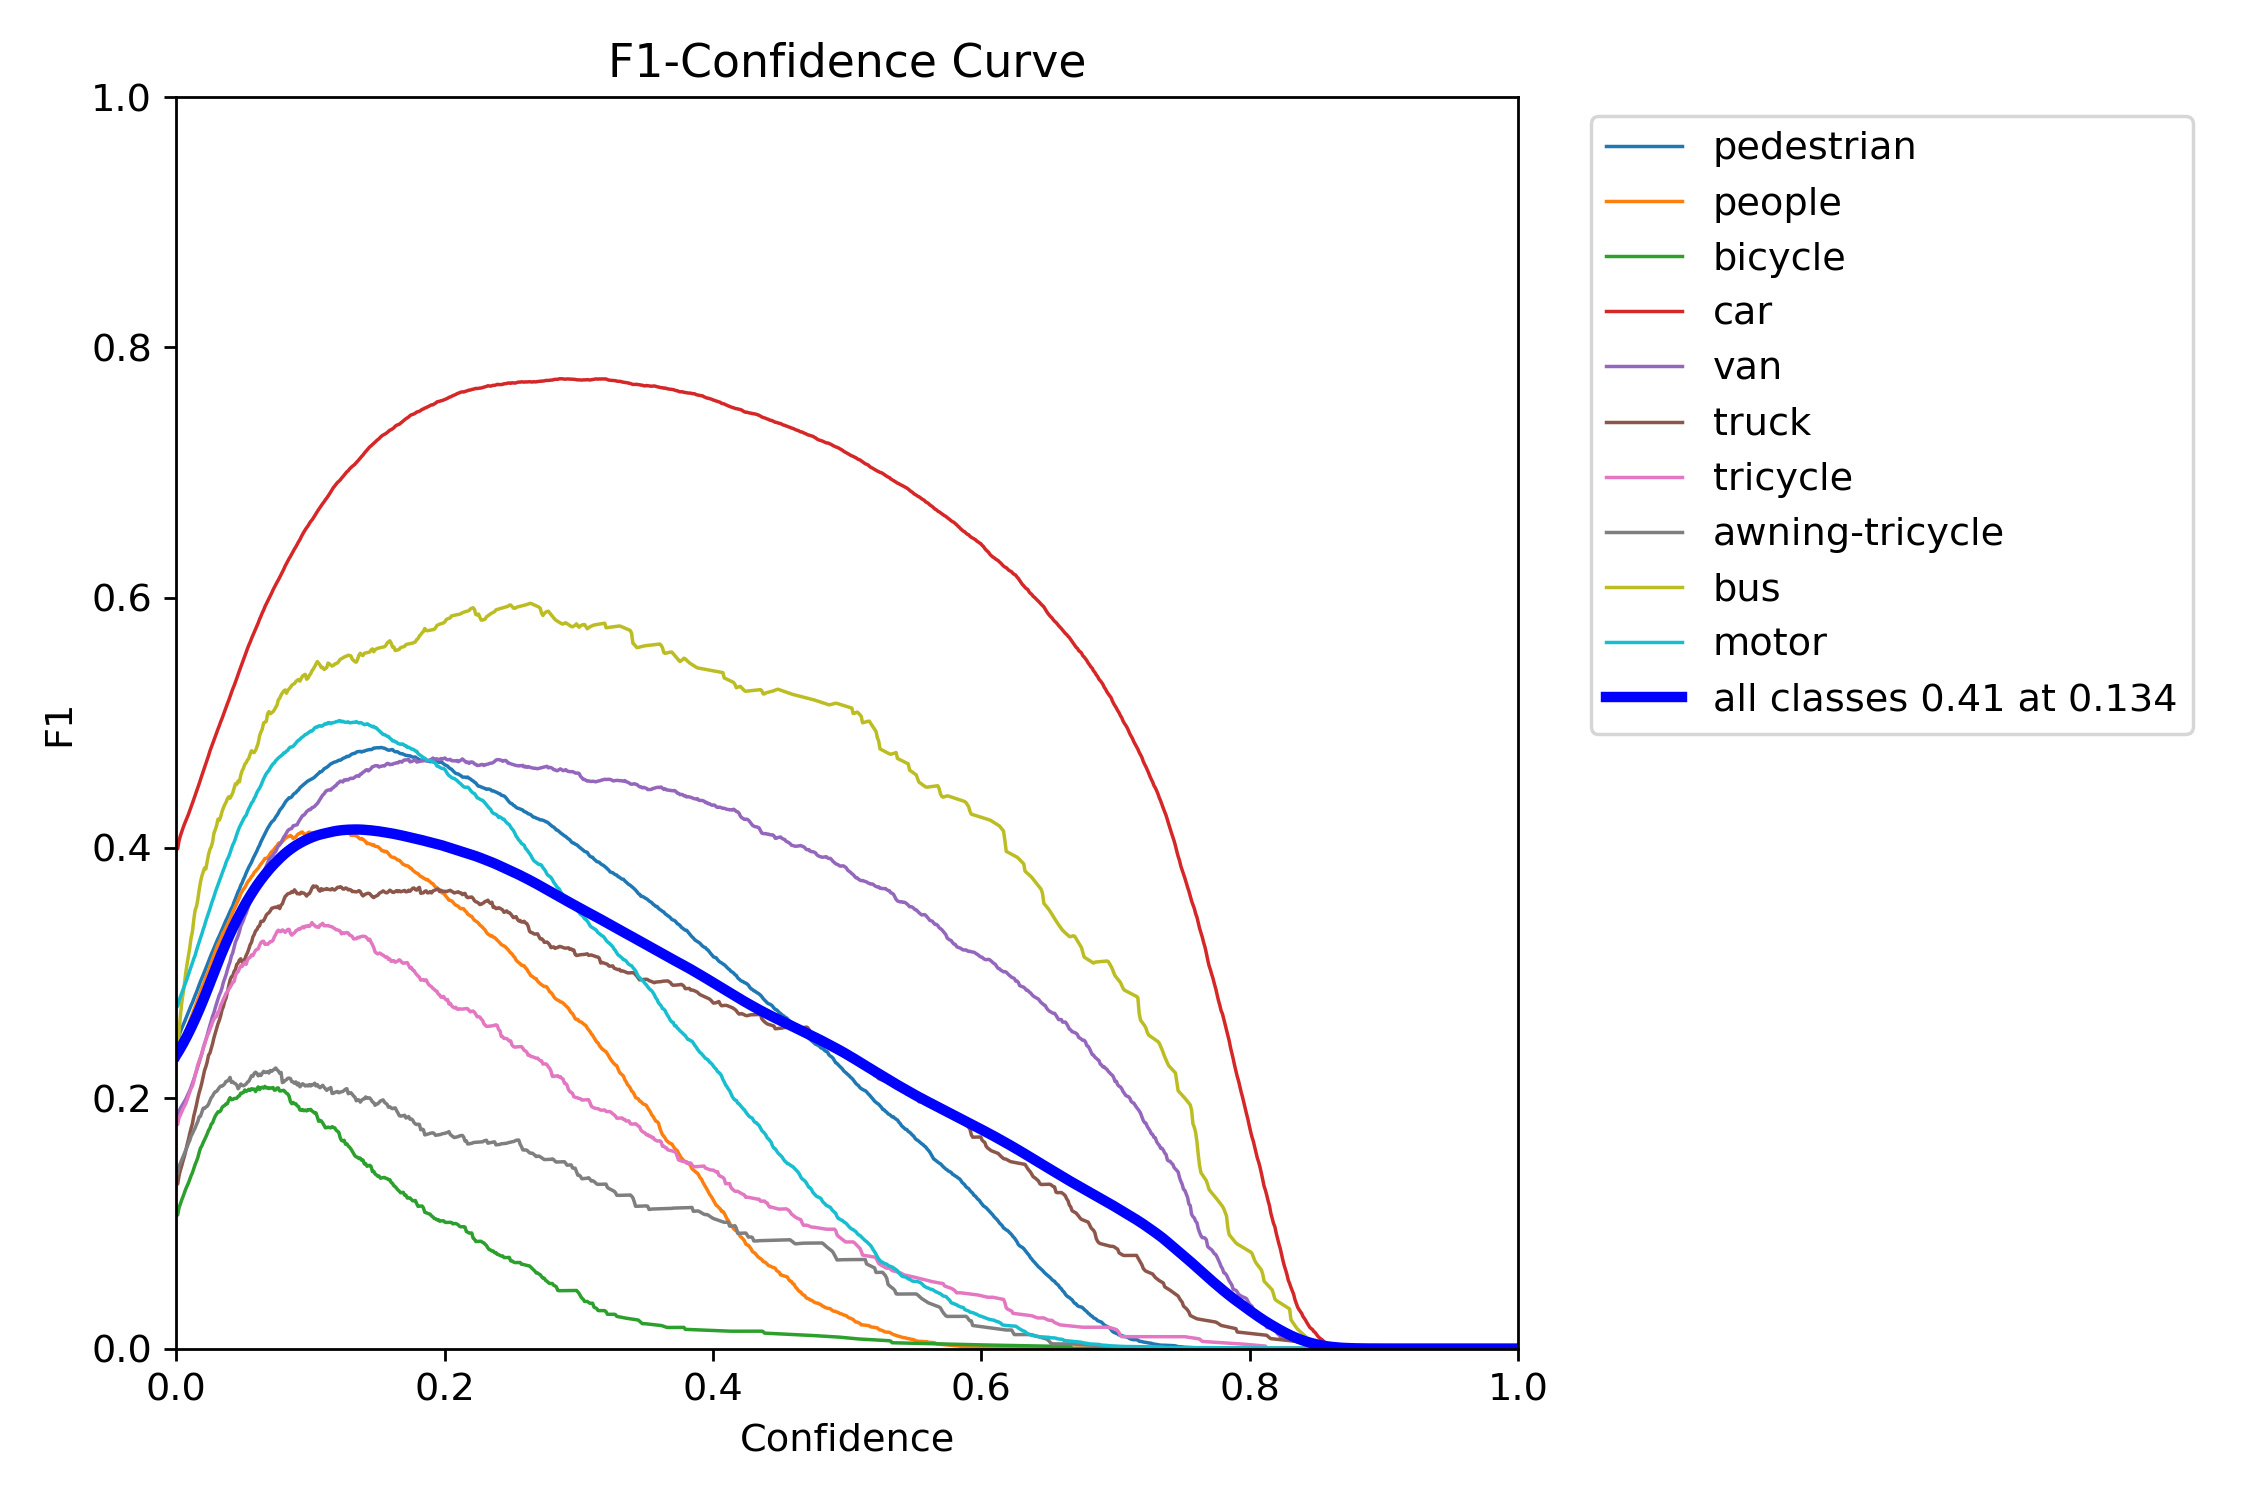 F1-Confidence Curve
1.0
0.8
0.6
0.4
0.2
0.0
F1
0.0 0.2 0.4 0.6 0.8 1.0
Confidence
pedestrian
people
bicycle
car
van
truck
tricycle
awning-tricycle
bus
motor
all classes 0.41 at 0.134